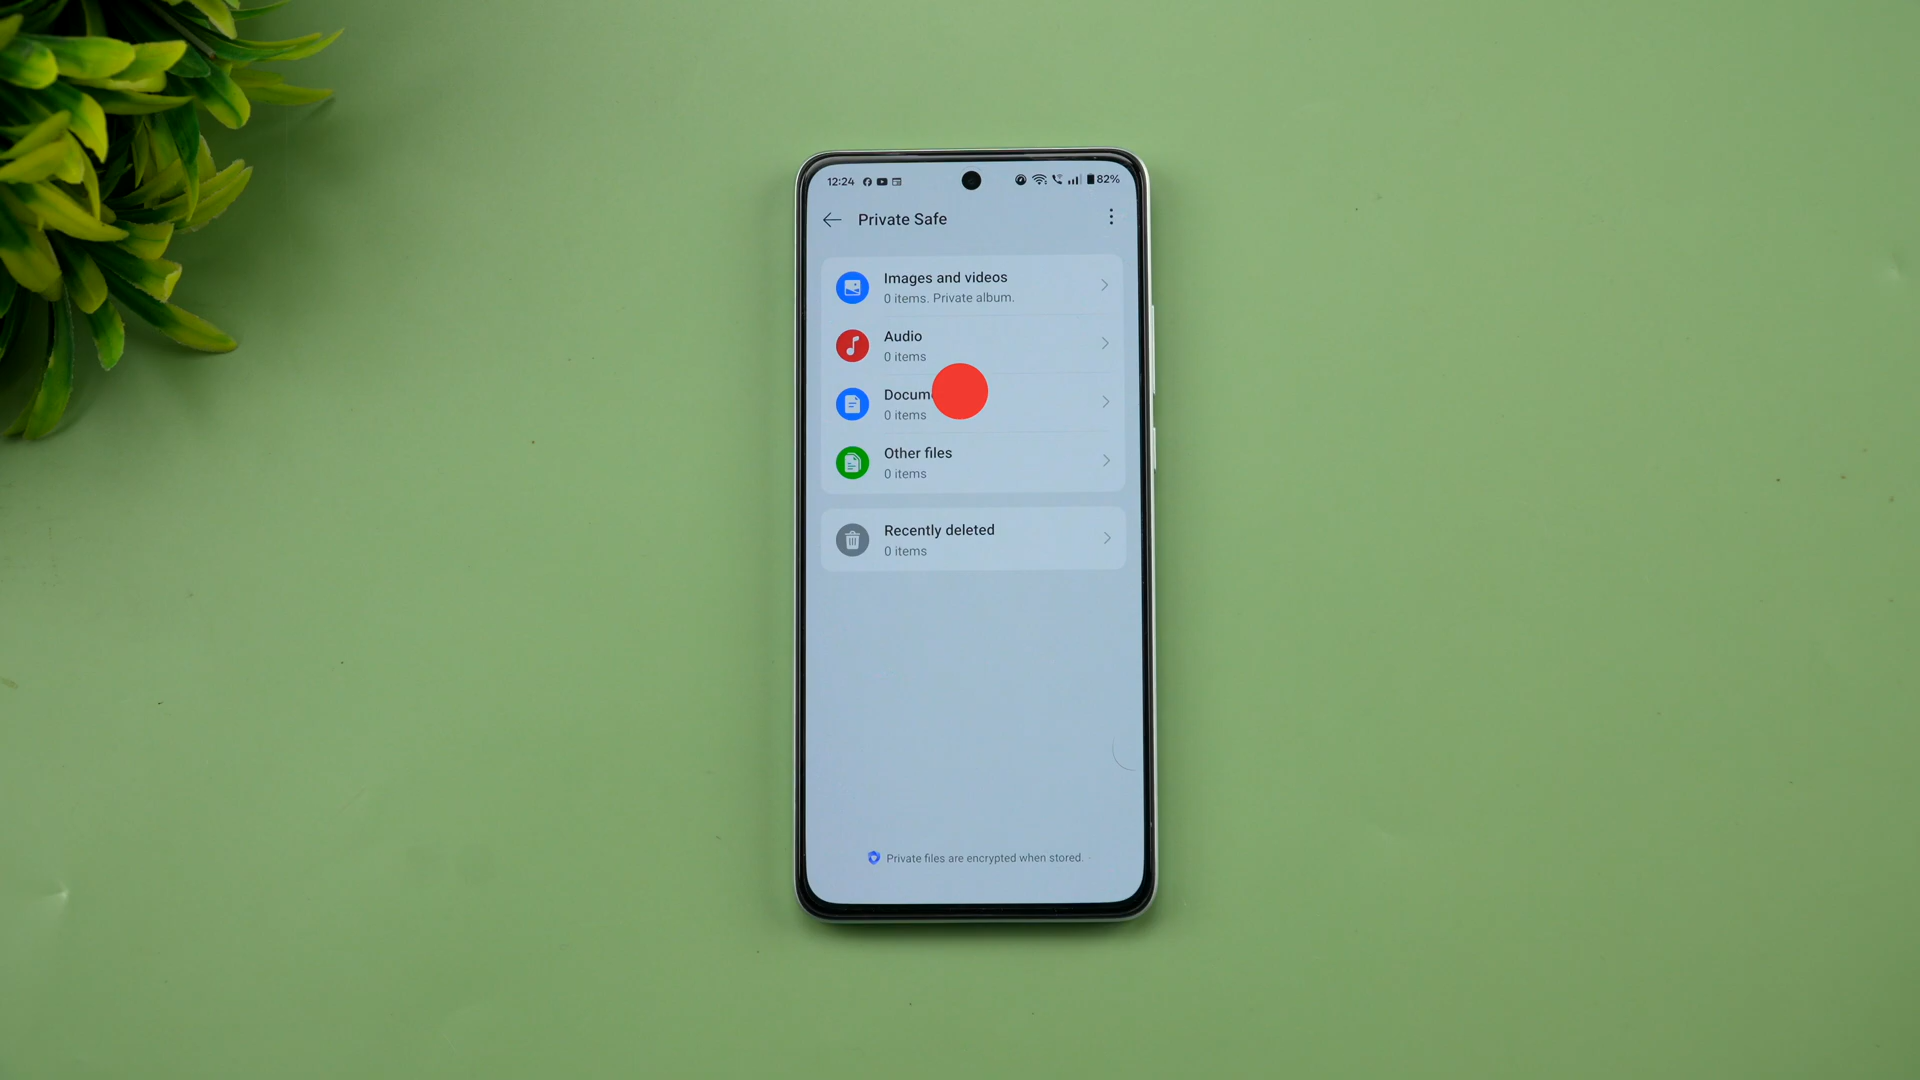 12:24 82%
Private Safe
Images and videos
0 items. Private album.
Audio
0 items
Docum
0 items
Other files
0 items
Recently deleted
0 items
Private files are encrypted when stored.